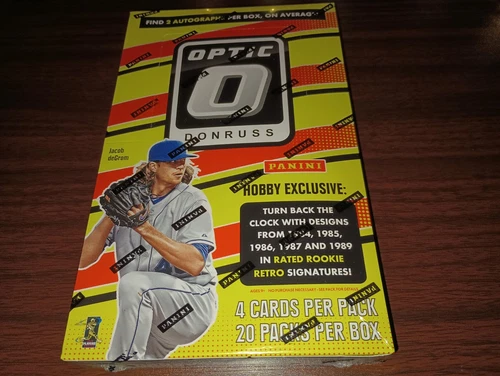 FIND 2 AUTOGRAPHS PER BOX, ON AVERAGE!
OPTIC
O
DONRUSS
Jacob
deGrom
PANINI
HOBBY EXCLUSIVE:
TURN BACK THE
CLOCK WITH DESIGNS
FROM 1984, 1985,
1986, 1987 AND 1989
IN RATED ROOKIE
RETRO SIGNATURES!
4 CARDS PER PACK
20 PACKS PER BOX